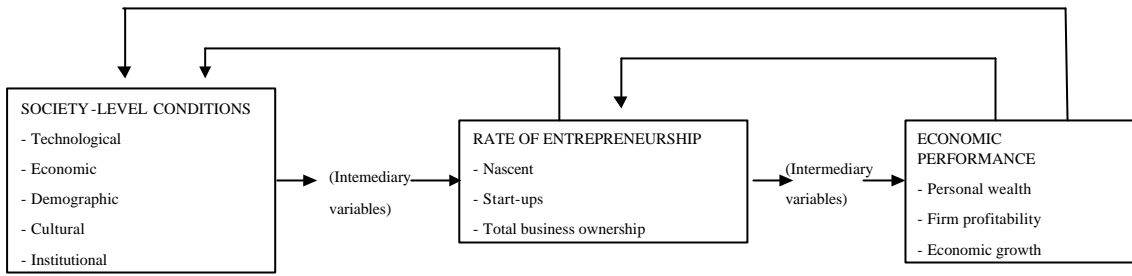 SOCIETY-LEVEL CONDITIONS
- Technological
- Economic
- Demographic
- Cultural
- Institutional
(Intemediary
variables)
RATE OF ENTREPRENEURSHIP
- Nascent
- Start-ups
- Total business ownership
(Intermediary
variables)
ECONOMIC
PERFORMANCE
- Personal wealth
- Firm profitability
- Economic growth